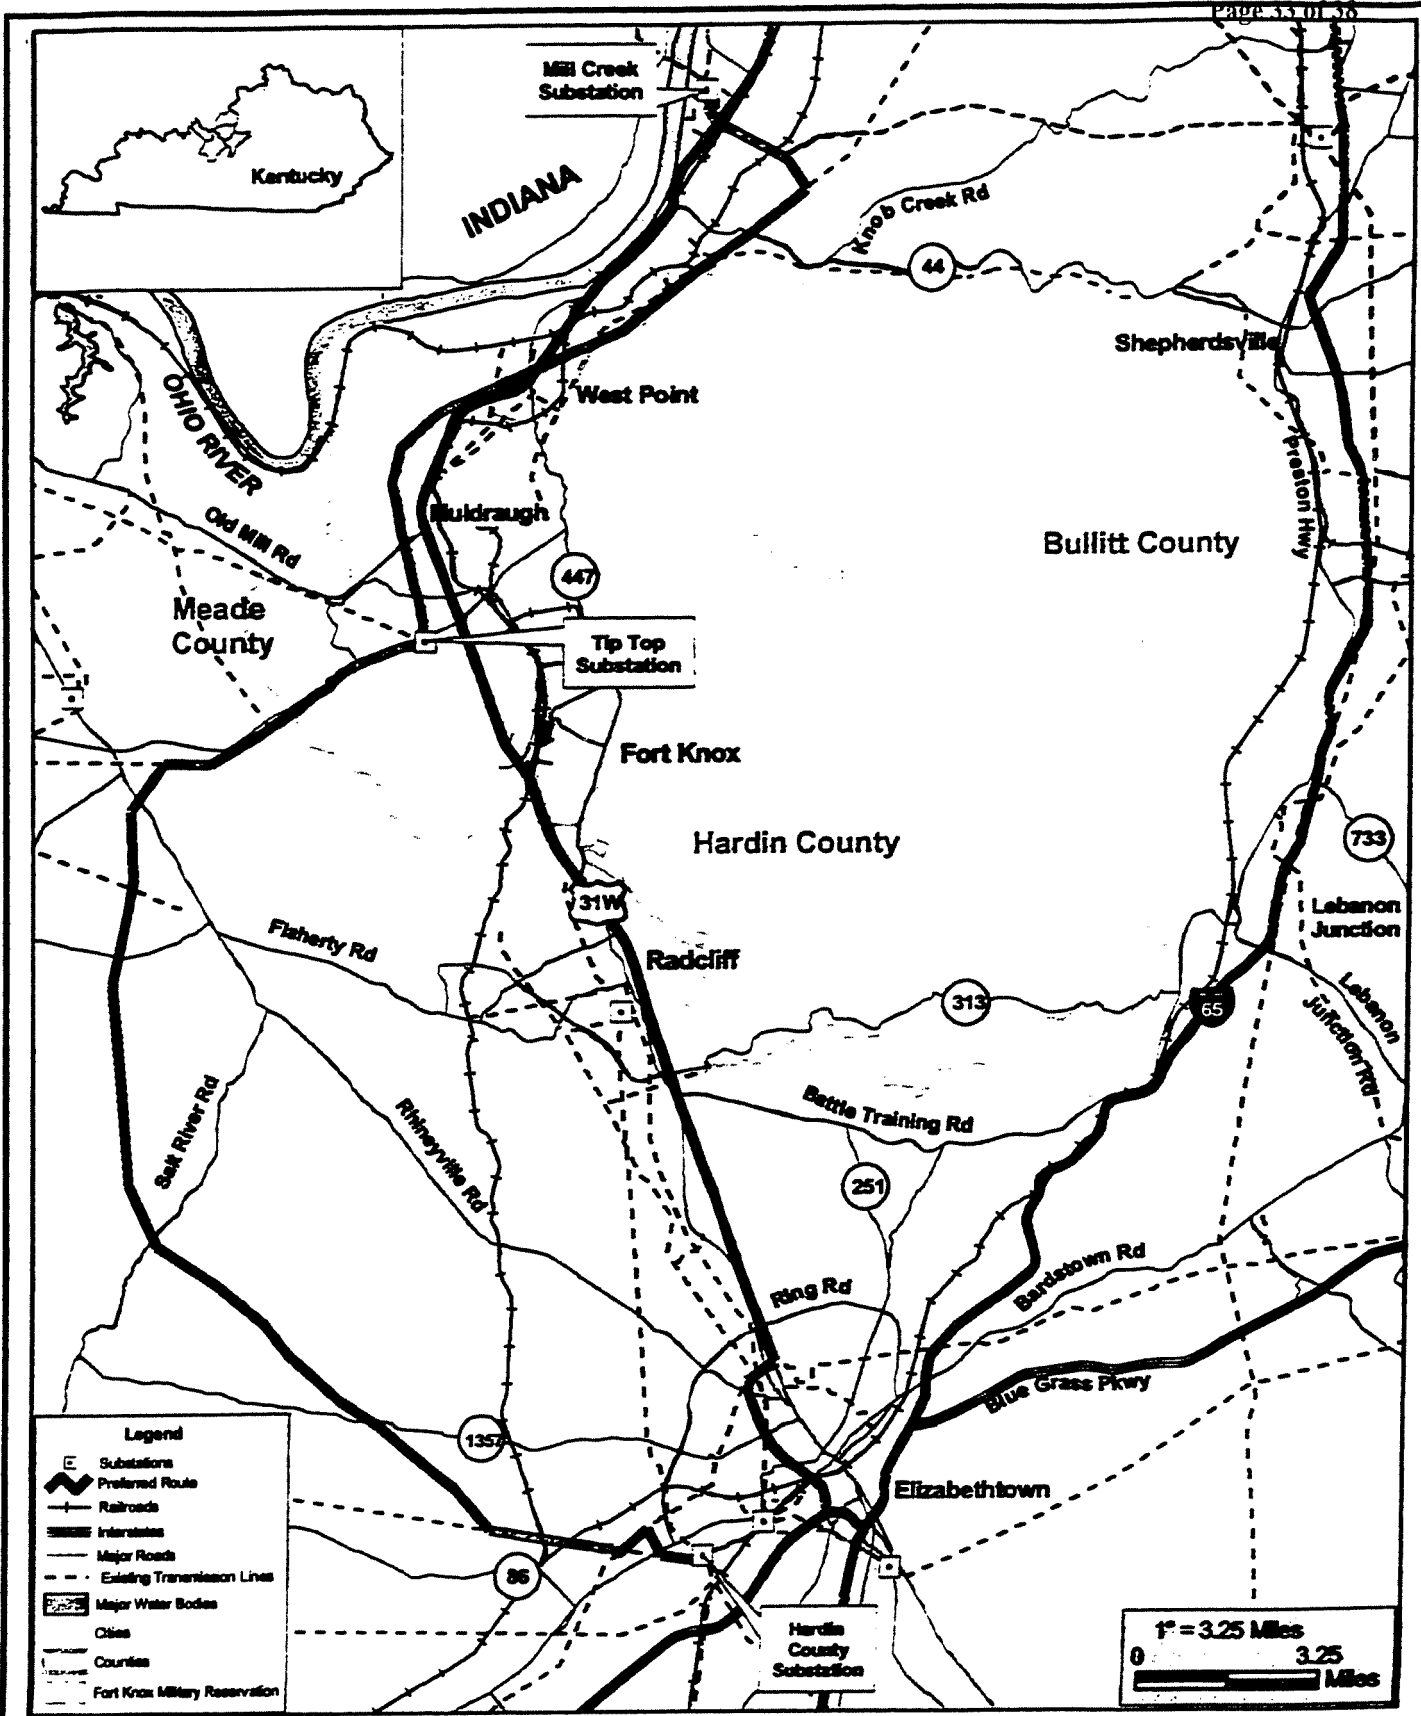 Page 33 of 38
Mill Creek
Substation
Kentucky
INDIANA
Knob Creek Rd
44
Shepherdsville
OHIO RIVER
West Point
Preston Hwy
Old Mill Rd
Muldraugh
Bullitt County
447
Meade
County
Tip Top
Substation
Fort Knox
Hardin County
733
31W
Lebanon
Junction
Flaherty Rd
Radcliff
313
65
Lebanon
Junction Rd
Salt River Rd
Rhineyville Rd
Battle Training Rd
251
Ring Rd
Bardstown Rd
Blue Grass Pkwy
1357
Elizabethtown
86
Hardin
County
Substation
Legend
Substations
Preferred Route
Railroads
Interstates
Major Roads
Existing Transmission Lines
Major Water Bodies
Cities
Counties
Fort Knox Military Reservation
1" = 3.25 Miles
0 3.25
Miles